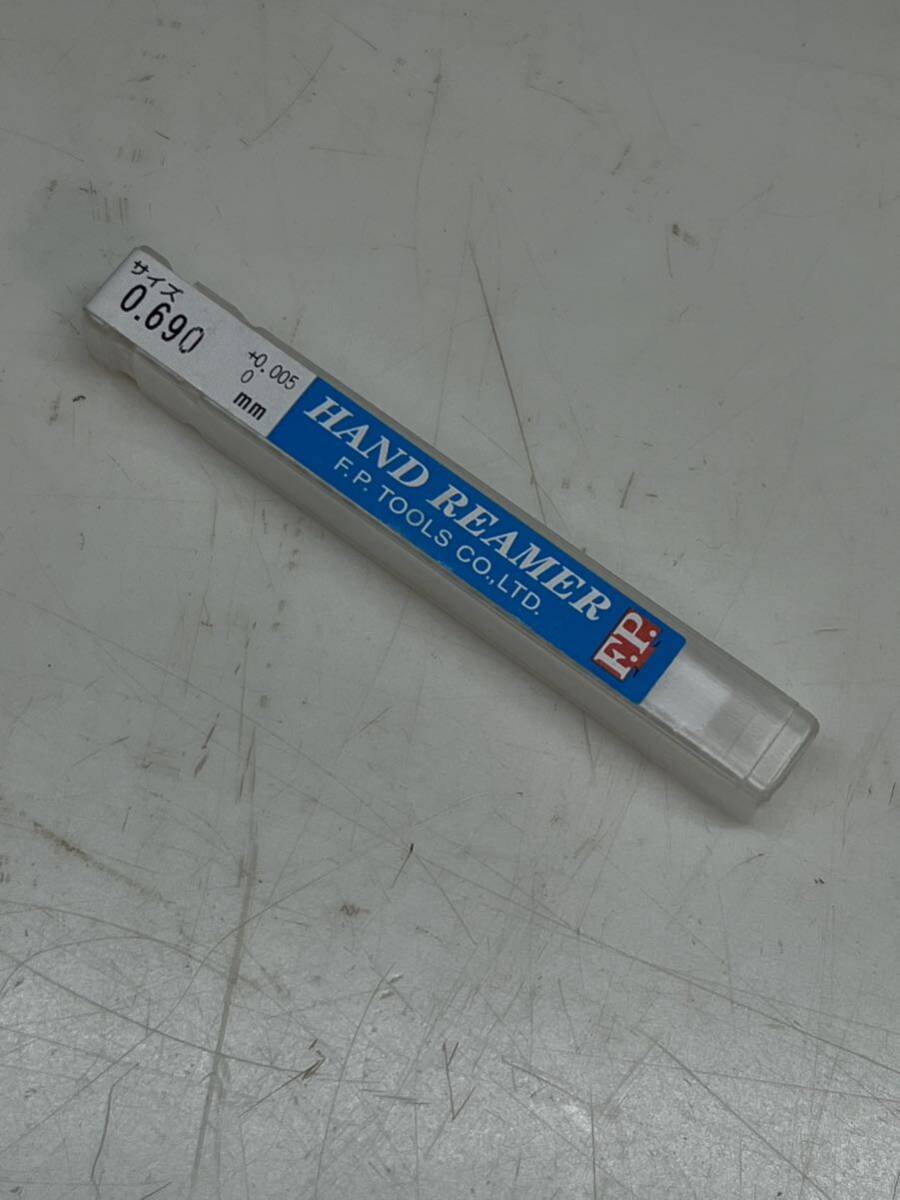 サイズ
0.690
+0.005
0
mm
HAND REAMER
F.P. TOOLS CO.,LTD.
F.P.